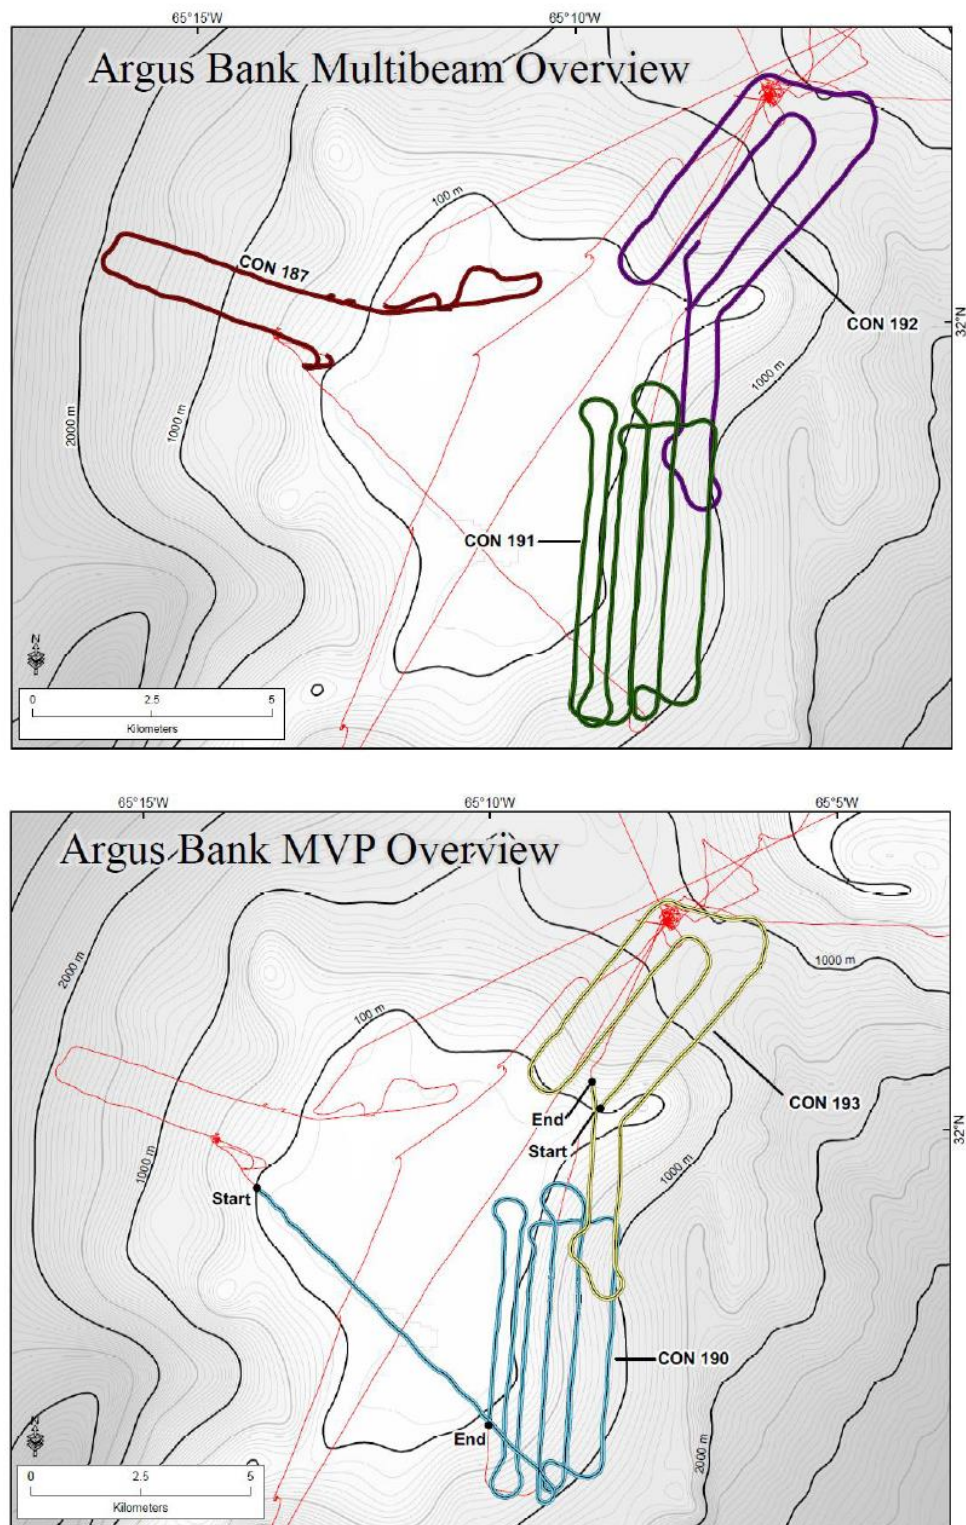 65°15'W 65°10'W
Argus Bank Multibeam Overview
100 m
CON 187
CON 192
32°N
1000 m
2000 m
1000 m
CON 191
N
0 2.5 5
Kilometers
65°15'W 65°10'W 65°5'W
Argus Bank MVP Overview
2000 m
1000 m
100 m
CON 193
End
32°N
Start
1000 m
1000 m
Start
CON 190
End
2000 m
N
0 2.5 5
Kilometers